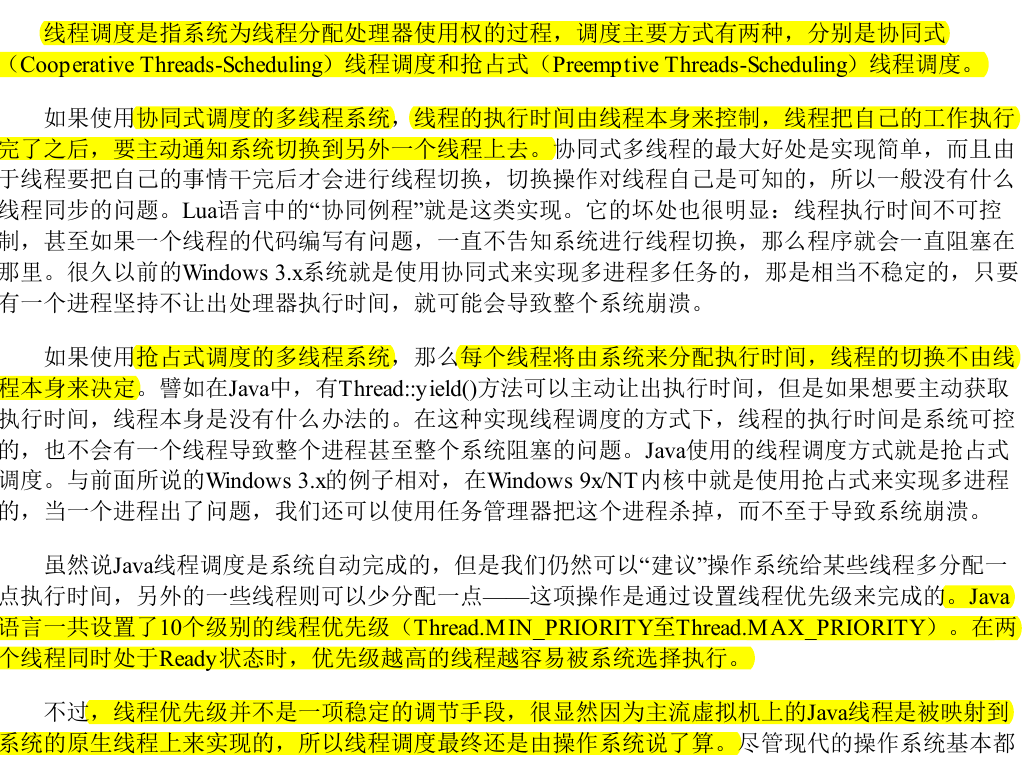 线程调度是指系统为线程分配处理器使用权的过程，调度主要方式有两种，分别是协同式
（Cooperative Threads-Scheduling）线程调度和抢占式（Preemptive Threads-Scheduling）线程调度。
如果使用协同式调度的多线程系统，线程的执行时间由线程本身来控制，线程把自己的工作执行
完了之后，要主动通知系统切换到另外一个线程上去。协同式多线程的最大好处是实现简单，而且由
于线程要把自己的事情干完后才会进行线程切换，切换操作对线程自己是可知的，所以一般没有什么
线程同步的问题。Lua语言中的“协同例程”就是这类实现。它的坏处也很明显：线程执行时间不可控
制，甚至如果一个线程的代码编写有问题，一直不告知系统进行线程切换，那么程序就会一直阻塞在
那里。很久以前的Windows 3.x系统就是使用协同式来实现多进程多任务的，那是相当不稳定的，只要
有一个进程坚持不让出处理器执行时间，就可能会导致整个系统崩溃。
如果使用抢占式调度的多线程系统，那么每个线程将由系统来分配执行时间，线程的切换不由线
程本身来决定。譬如在Java中，有Thread::yield()方法可以主动让出执行时间，但是如果想要主动获取
执行时间，线程本身是没有什么办法的。在这种实现线程调度的方式下，线程的执行时间是系统可控
的，也不会有一个线程导致整个进程甚至整个系统阻塞的问题。Java使用的线程调度方式就是抢占式
调度。与前面所说的Windows 3.x的例子相对，在Windows 9x/NT内核中就是使用抢占式来实现多进程
的，当一个进程出了问题，我们还可以使用任务管理器把这个进程杀掉，而不至于导致系统崩溃。
虽然说Java线程调度是系统自动完成的，但是我们仍然可以“建议”操作系统给某些线程多分配一
点执行时间，另外的一些线程则可以少分配一点——这项操作是通过设置线程优先级来完成的。Java
语言一共设置了10个级别的线程优先级（Thread.MIN_PRIORITY至Thread.MAX_PRIORITY）。在两
个线程同时处于Ready状态时，优先级越高的线程越容易被系统选择执行。
不过，线程优先级并不是一项稳定的调节手段，很显然因为主流虚拟机上的Java线程是被映射到
系统的原生线程上来实现的，所以线程调度最终还是由操作系统说了算。尽管现代的操作系统基本都